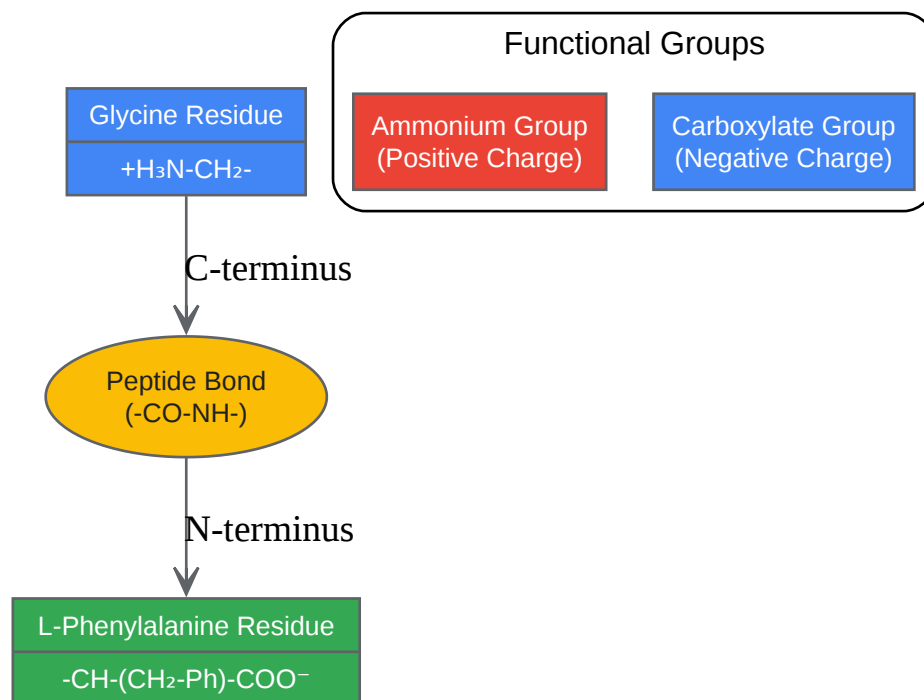 Functional Groups
Glycine Residue
+H₃N-CH₂-
Ammonium Group
(Positive Charge)
Carboxylate Group
(Negative Charge)
C-terminus
Peptide Bond
(-CO-NH-)
N-terminus
L-Phenylalanine Residue
-CH-(CH₂-Ph)-COO⁻